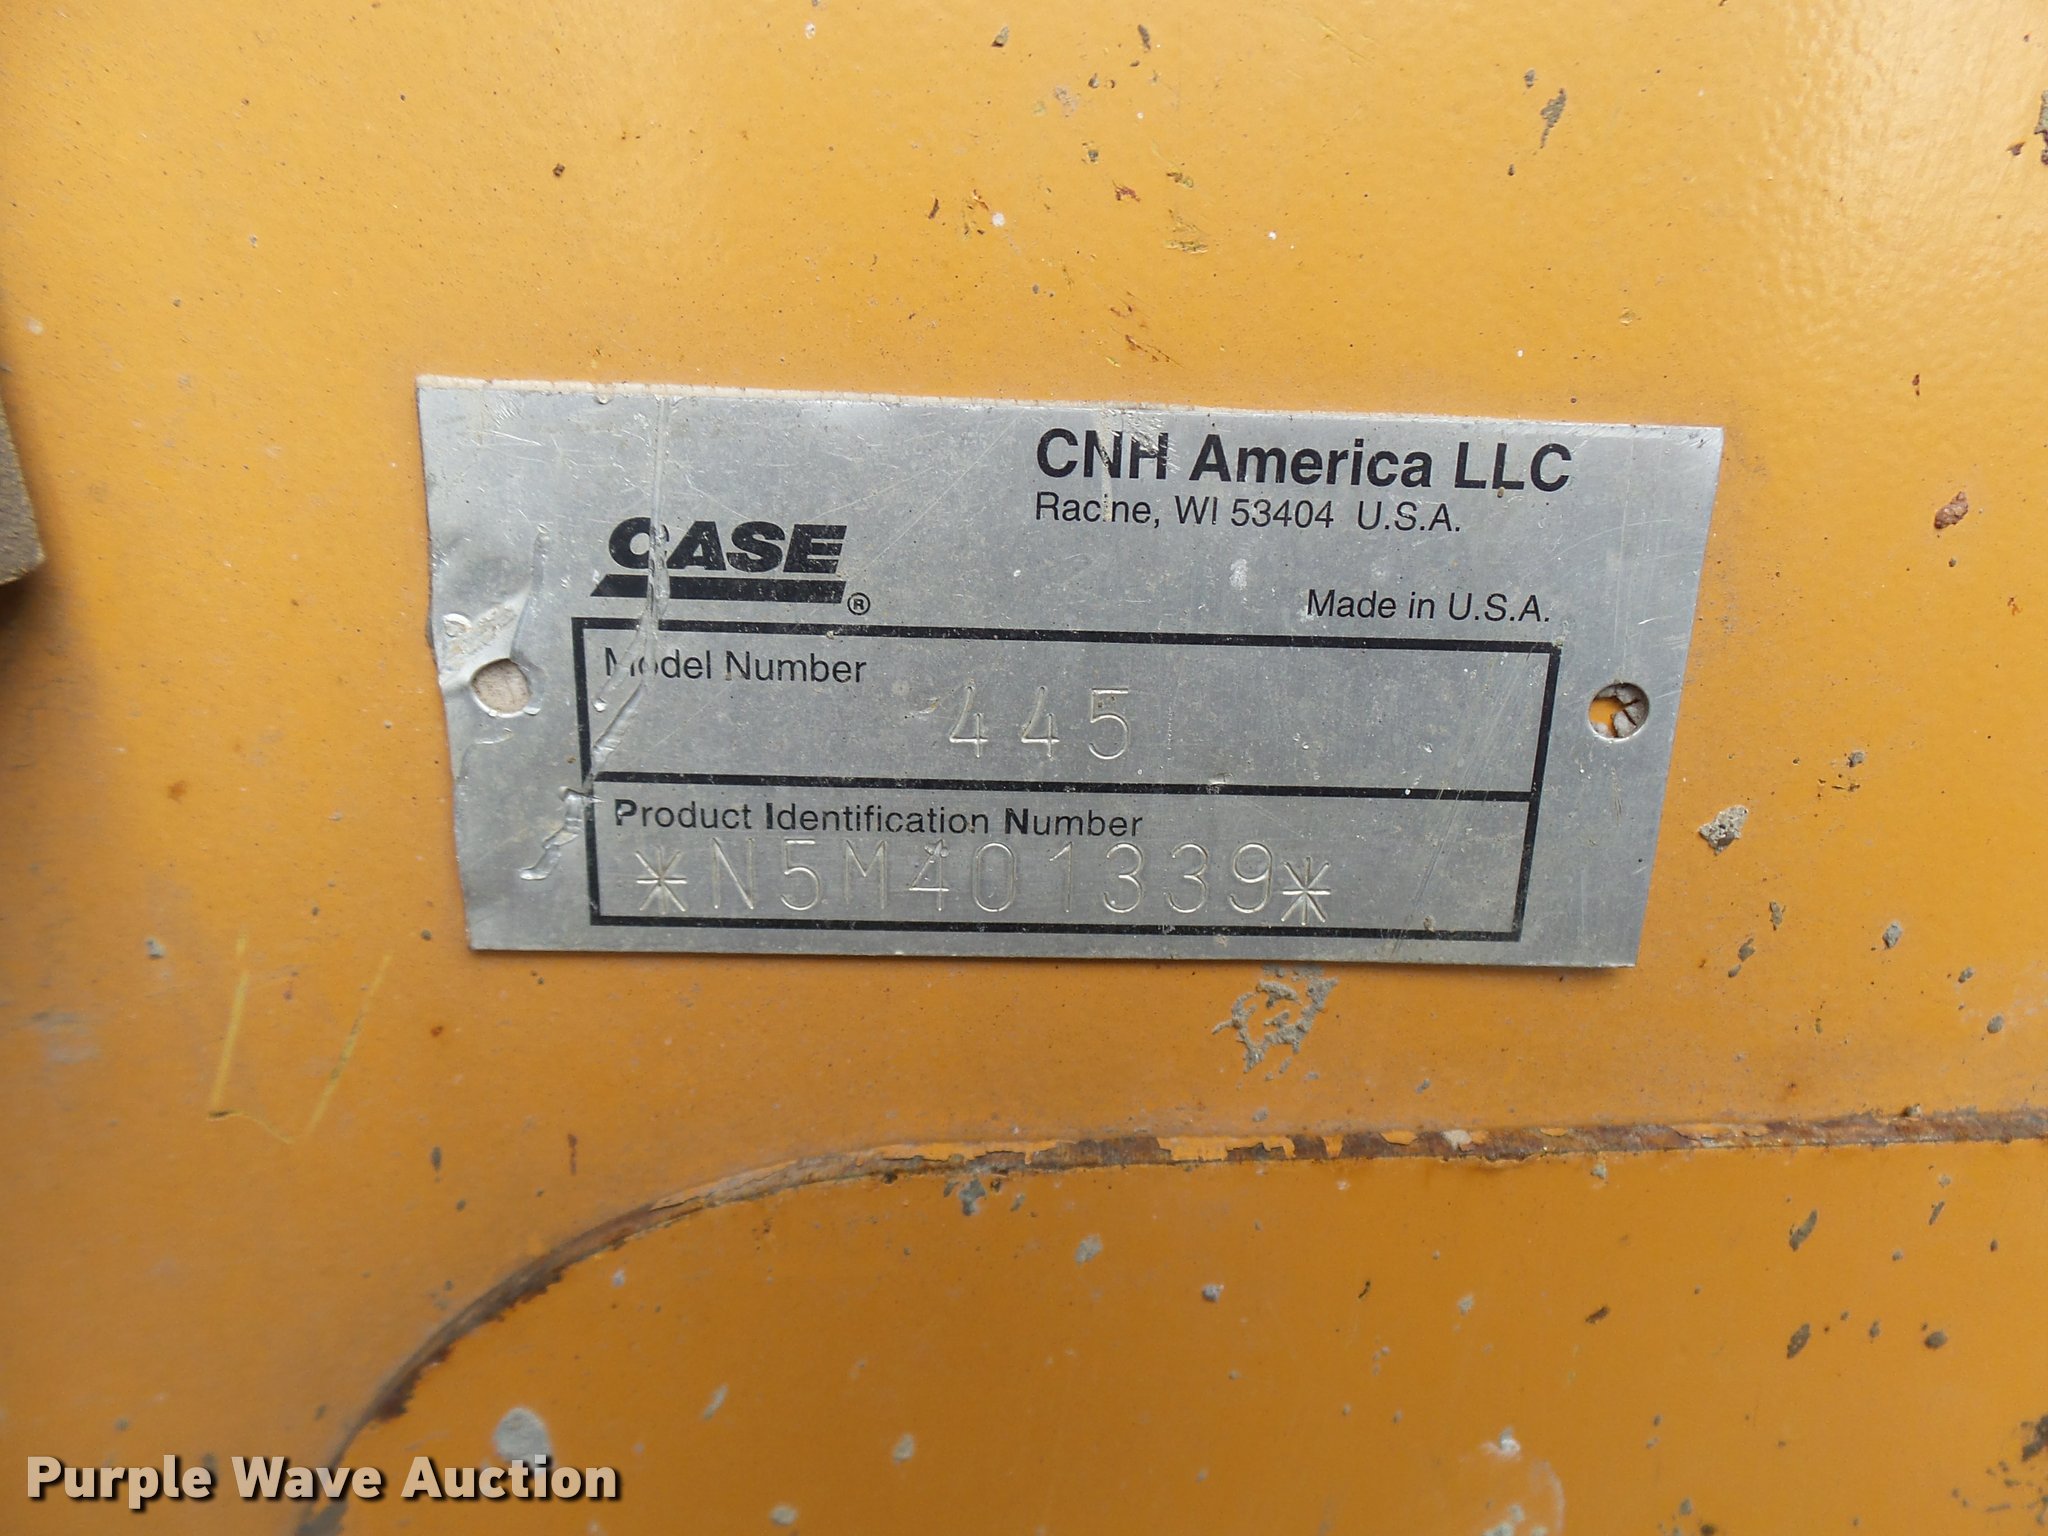 CNH America LLC
Racine, WI 53404 U.S.A.
CASE®
Made in U.S.A.
Model Number
445
Product Identification Number
*N5M401339*
Purple Wave Auction